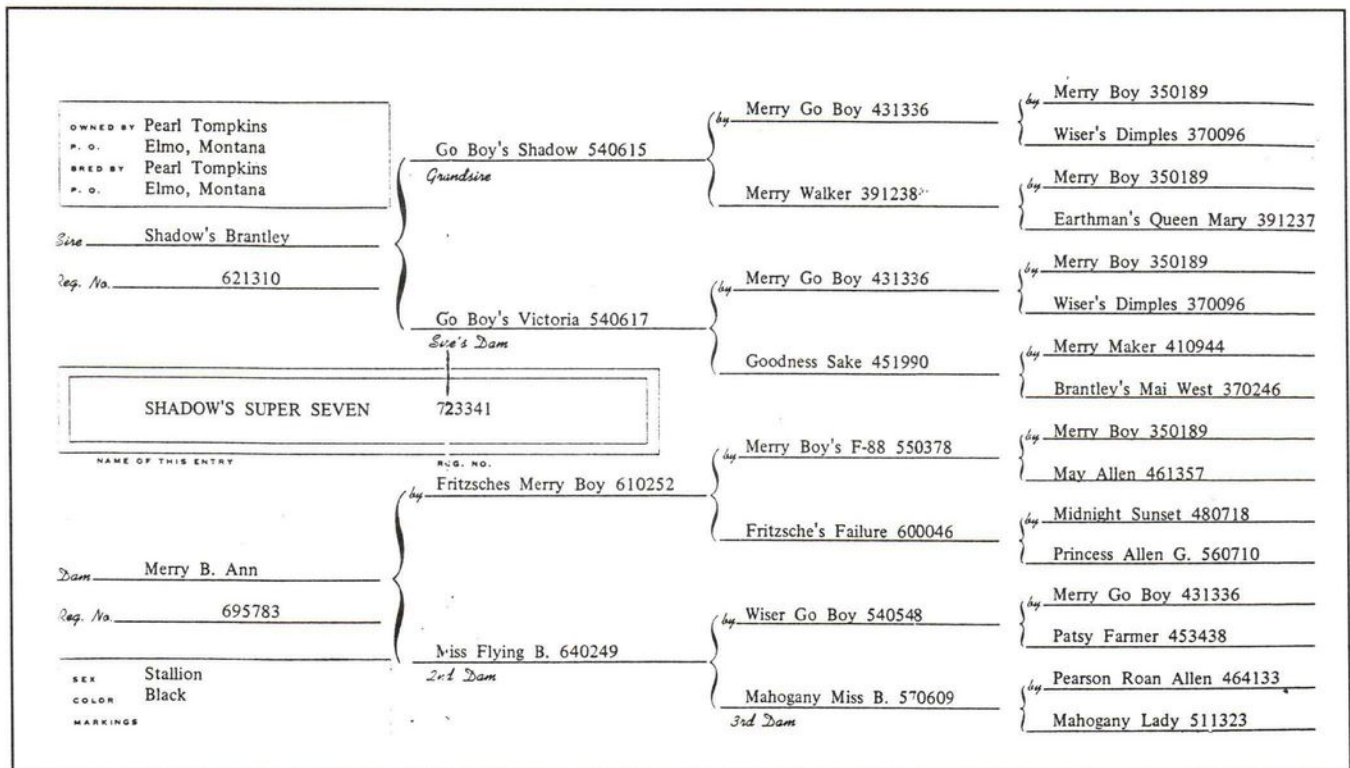 OWNED BY Pearl Tompkins
P. O. Elmo, Montana
BRED BY Pearl Tompkins
P. O. Elmo, Montana
Sire Shadow's Brantley
Reg. No. 621310
SHADOW'S SUPER SEVEN 723341
NAME OF THIS ENTRY REG. NO.
Dam Merry B. Ann
Reg. No. 695783
SEX Stallion
COLOR Black
MARKINGS
Go Boy's Shadow 540615
Grandsire
Go Boy's Victoria 540617
Sire's Dam
by Fritzsches Merry Boy 610252
Miss Flying B. 640249
2nd Dam
by Merry Go Boy 431336
Merry Walker 391238
by Merry Go Boy 431336
Goodness Sake 451990
by Merry Boy's F-88 550378
Fritzsche's Failure 600046
by Wiser Go Boy 540548
Mahogany Miss B. 570609
3rd Dam
by Merry Boy 350189
Wiser's Dimples 370096
by Merry Boy 350189
Earthman's Queen Mary 391237
by Merry Boy 350189
Wiser's Dimples 370096
by Merry Maker 410944
Brantley's Mai West 370246
by Merry Boy 350189
May Allen 461357
by Midnight Sunset 480718
Princess Allen G. 560710
by Merry Go Boy 431336
Patsy Farmer 453438
by Pearson Roan Allen 464133
Mahogany Lady 511323